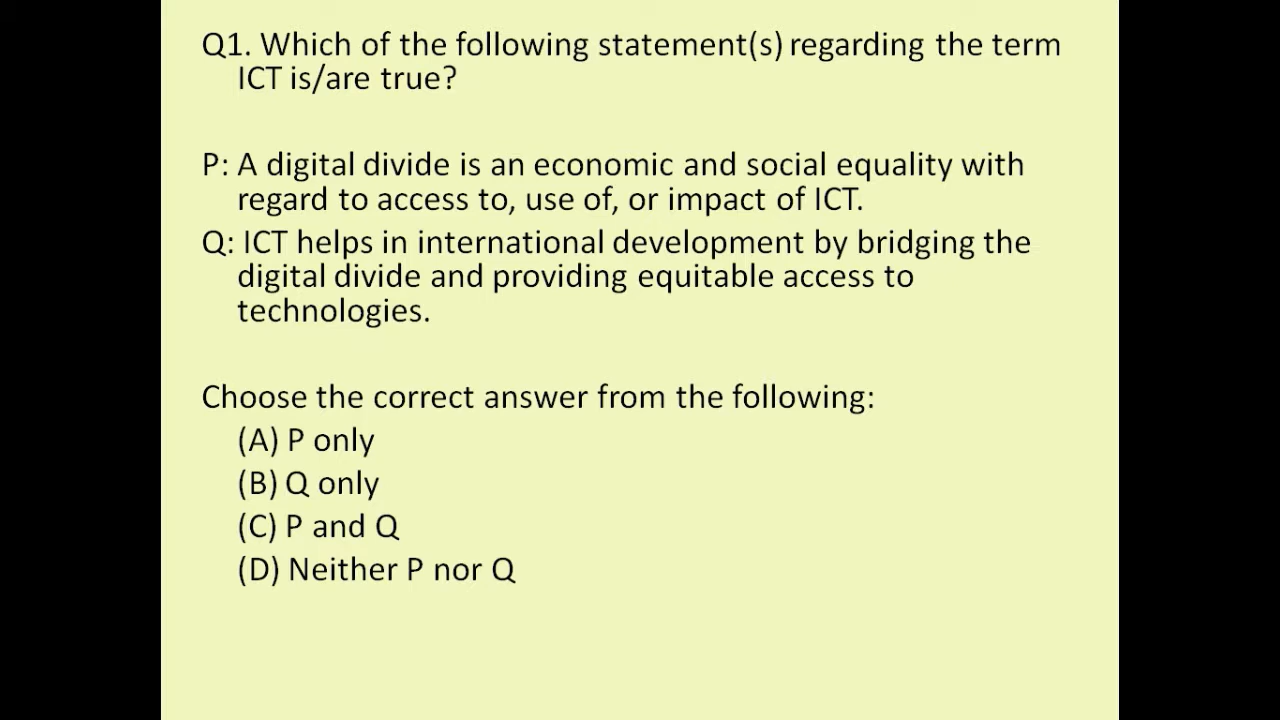 Q1. Which of the following statement(s) regarding the term
ICT is/are true?
P: A digital divide is an economic and social equality with
regard to access to, use of, or impact of ICT.
Q: ICT helps in international development by bridging the
digital divide and providing equitable access to
technologies.
Choose the correct answer from the following:
(A) P only
(B) Q only
(C) P and Q
(D) Neither P nor Q